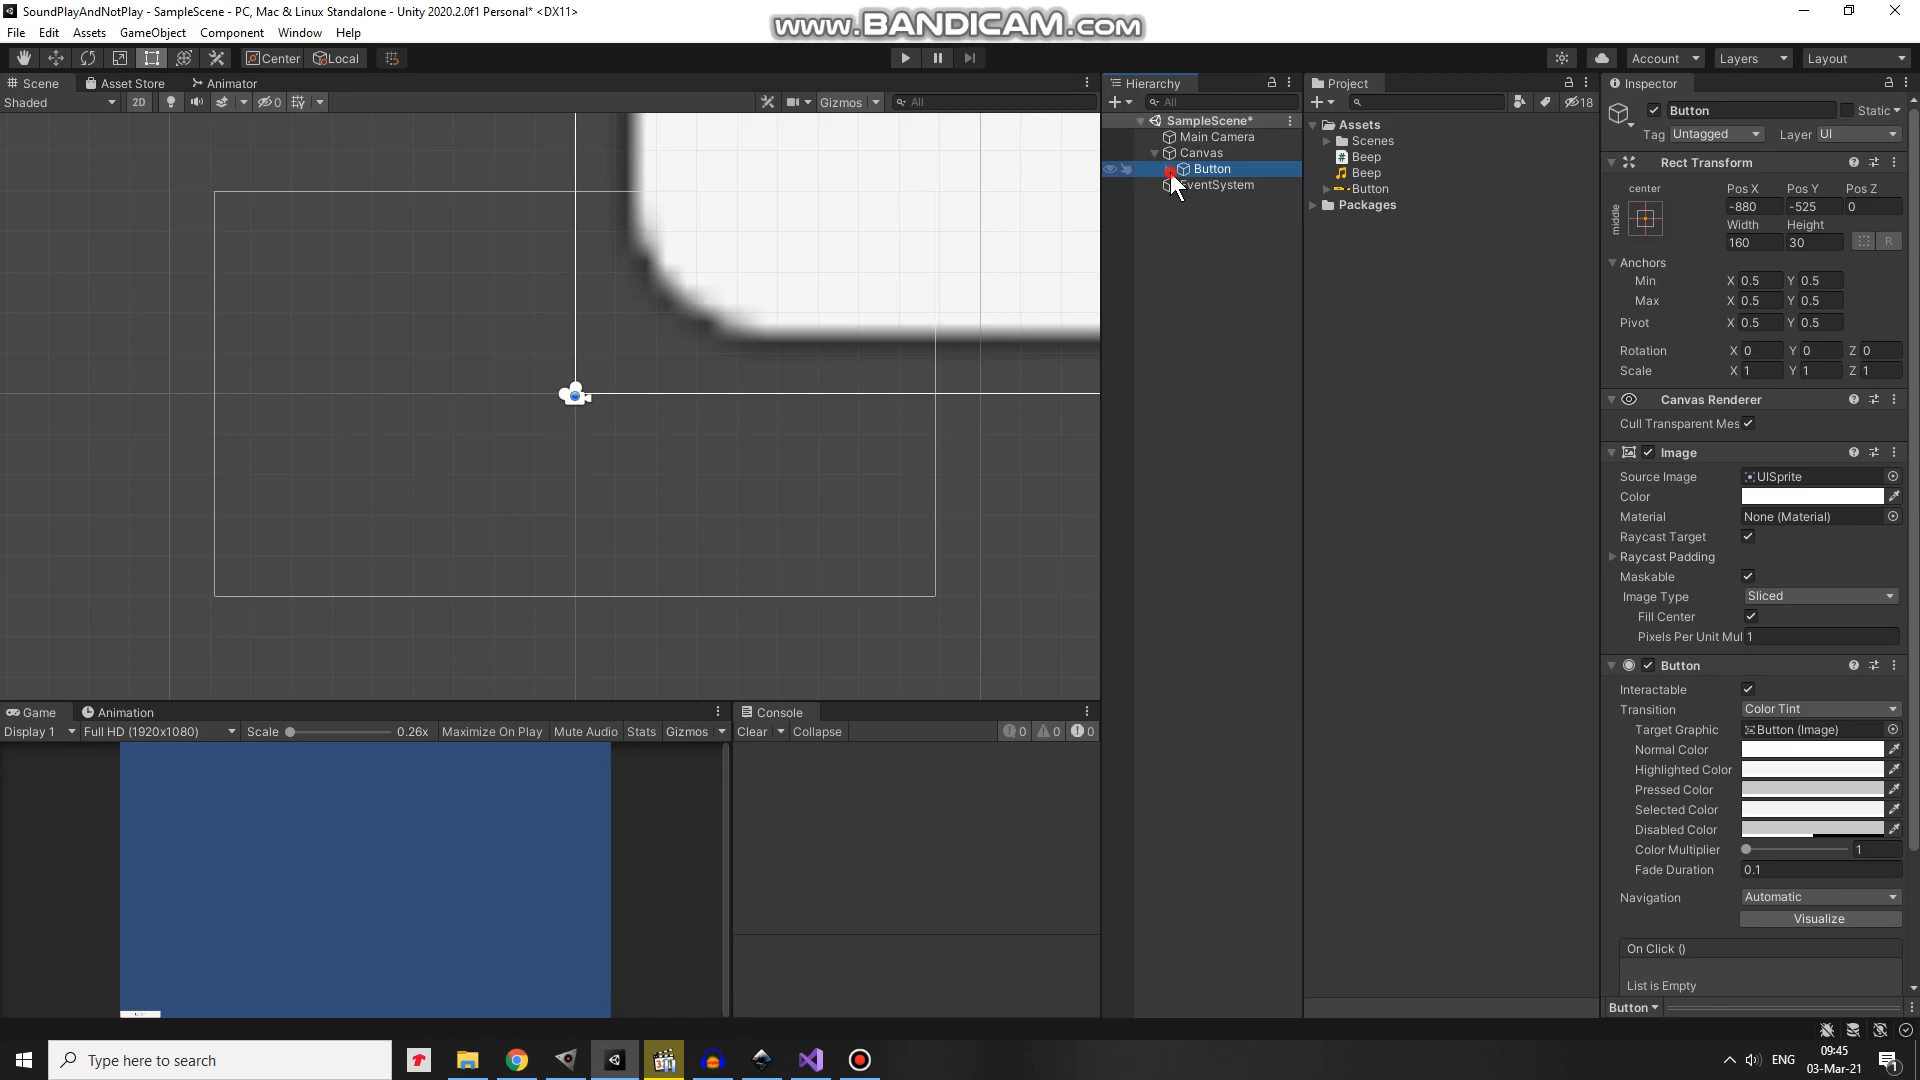 SoundPlayAndNotPlay - SampleScene - PC, Mac & Linux Standalone - Unity 2020.2.0f1 Personal* <DX11>
www.BANDICAM.com
File Edit Assets GameObject Component Window Help
Center Local Account Layers Layout
Scene Asset Store Animator Hierarchy Project Inspector
Shaded 2D 0 Gizmos All All 18
Button Static
Tag Untagged Layer UI
SampleScene*
Main Camera
Canvas
Button
EventSystem
Assets
Scenes
Beep
Beep
Button
Packages
Rect Transform
center Pos X Pos Y Pos Z
middle -880 -525 0
Width Height
160 30 R
Anchors
Min X 0.5 Y 0.5
Max X 0.5 Y 0.5
Pivot X 0.5 Y 0.5
Rotation X 0 Y 0 Z 0
Scale X 1 Y 1 Z 1
Canvas Renderer
Cull Transparent Mes
Image
Source Image UISprite
Color
Material None (Material)
Raycast Target
Raycast Padding
Maskable
Image Type Sliced
Fill Center
Pixels Per Unit Mul 1
Button
Interactable
Transition Color Tint
Target Graphic Button (Image)
Normal Color
Highlighted Color
Pressed Color
Selected Color
Disabled Color
Color Multiplier 1
Fade Duration 0.1
Navigation Automatic
Visualize
On Click ()
List is Empty
Button
Game Animation Console
Display 1 Full HD (1920x1080) Scale 0.26x Maximize On Play Mute Audio Stats Gizmos Clear Collapse 0 0 0
Type here to search
ENG
09:45
03-Mar-21
1